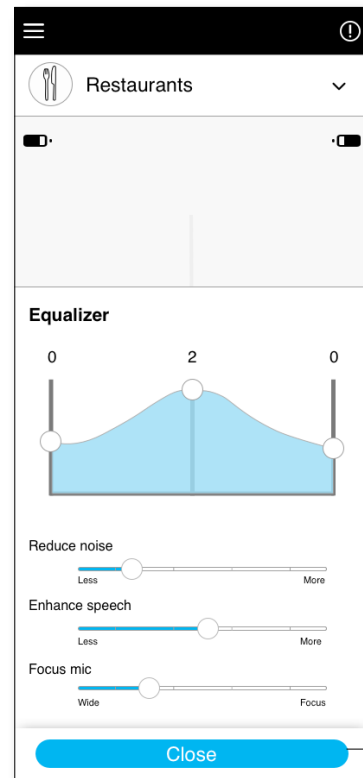 Restaurants
Equalizer
0 2 0
Reduce noise
Less More
Enhance speech
Less More
Focus mic
Wide Focus
Close